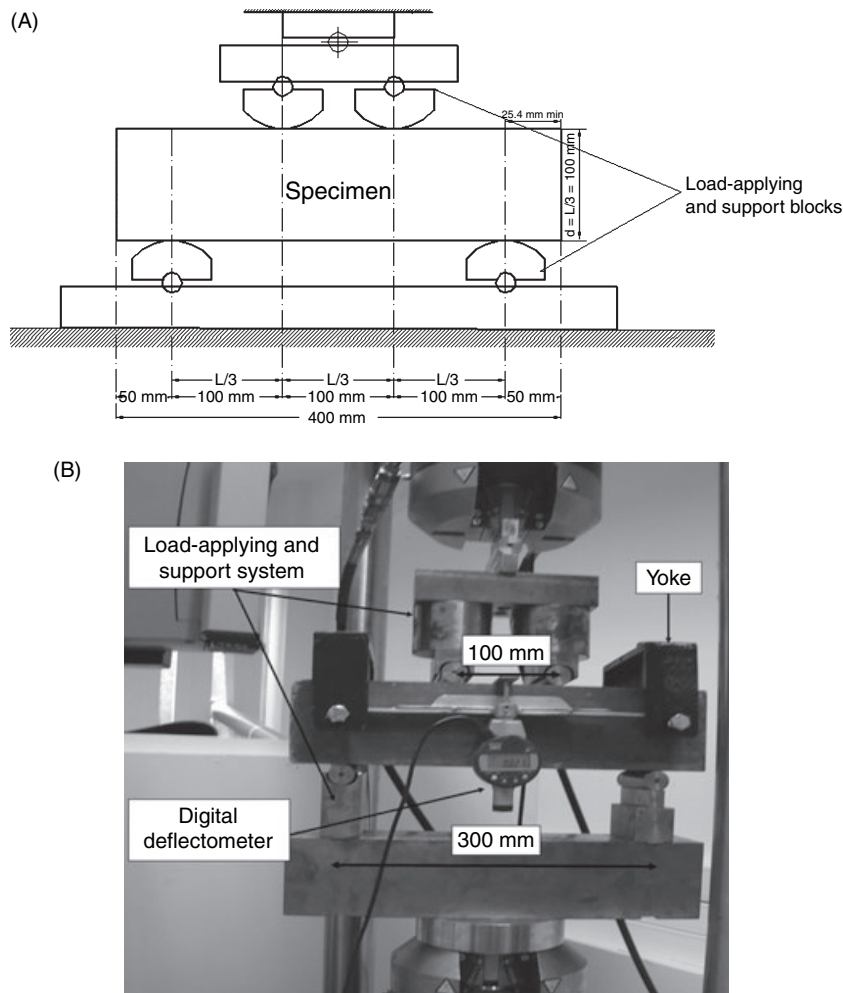 (A)
25.4 mm min
d = L/3 = 100 mm
Specimen
Load-applying
and support blocks
L/3 L/3 L/3
50 mm 100 mm 100 mm 100 mm 50 mm
400 mm
(B)
Load-applying and
support system
Yoke
100 mm
Digital
deflectometer
300 mm